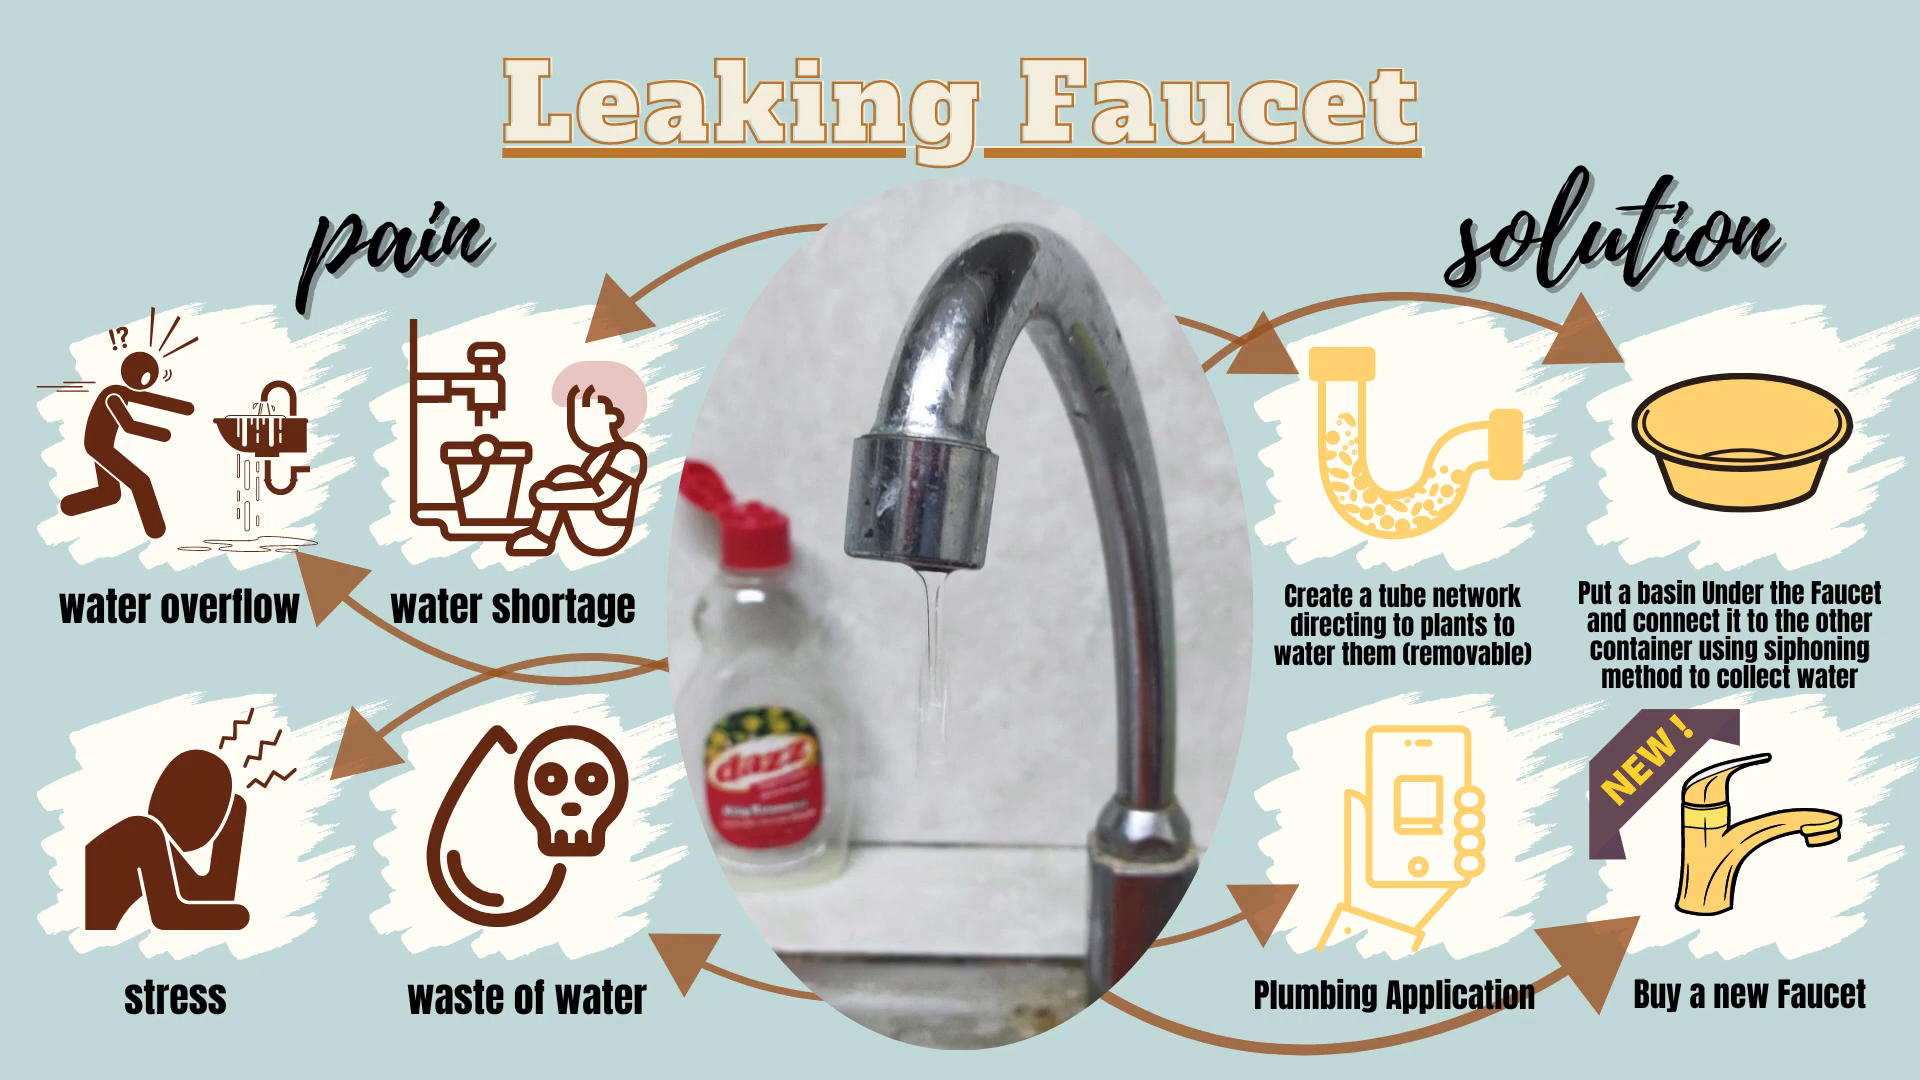 Leaking Faucet
pain
solution
!?
water overflow
water shortage
Create a tube network
directing to plants to
water them (removable)
Put a basin Under the Faucet
and connect it to the other
container using siphoning
method to collect water
dazz
NEW !
stress
waste of water
Plumbing Application
Buy a new Faucet